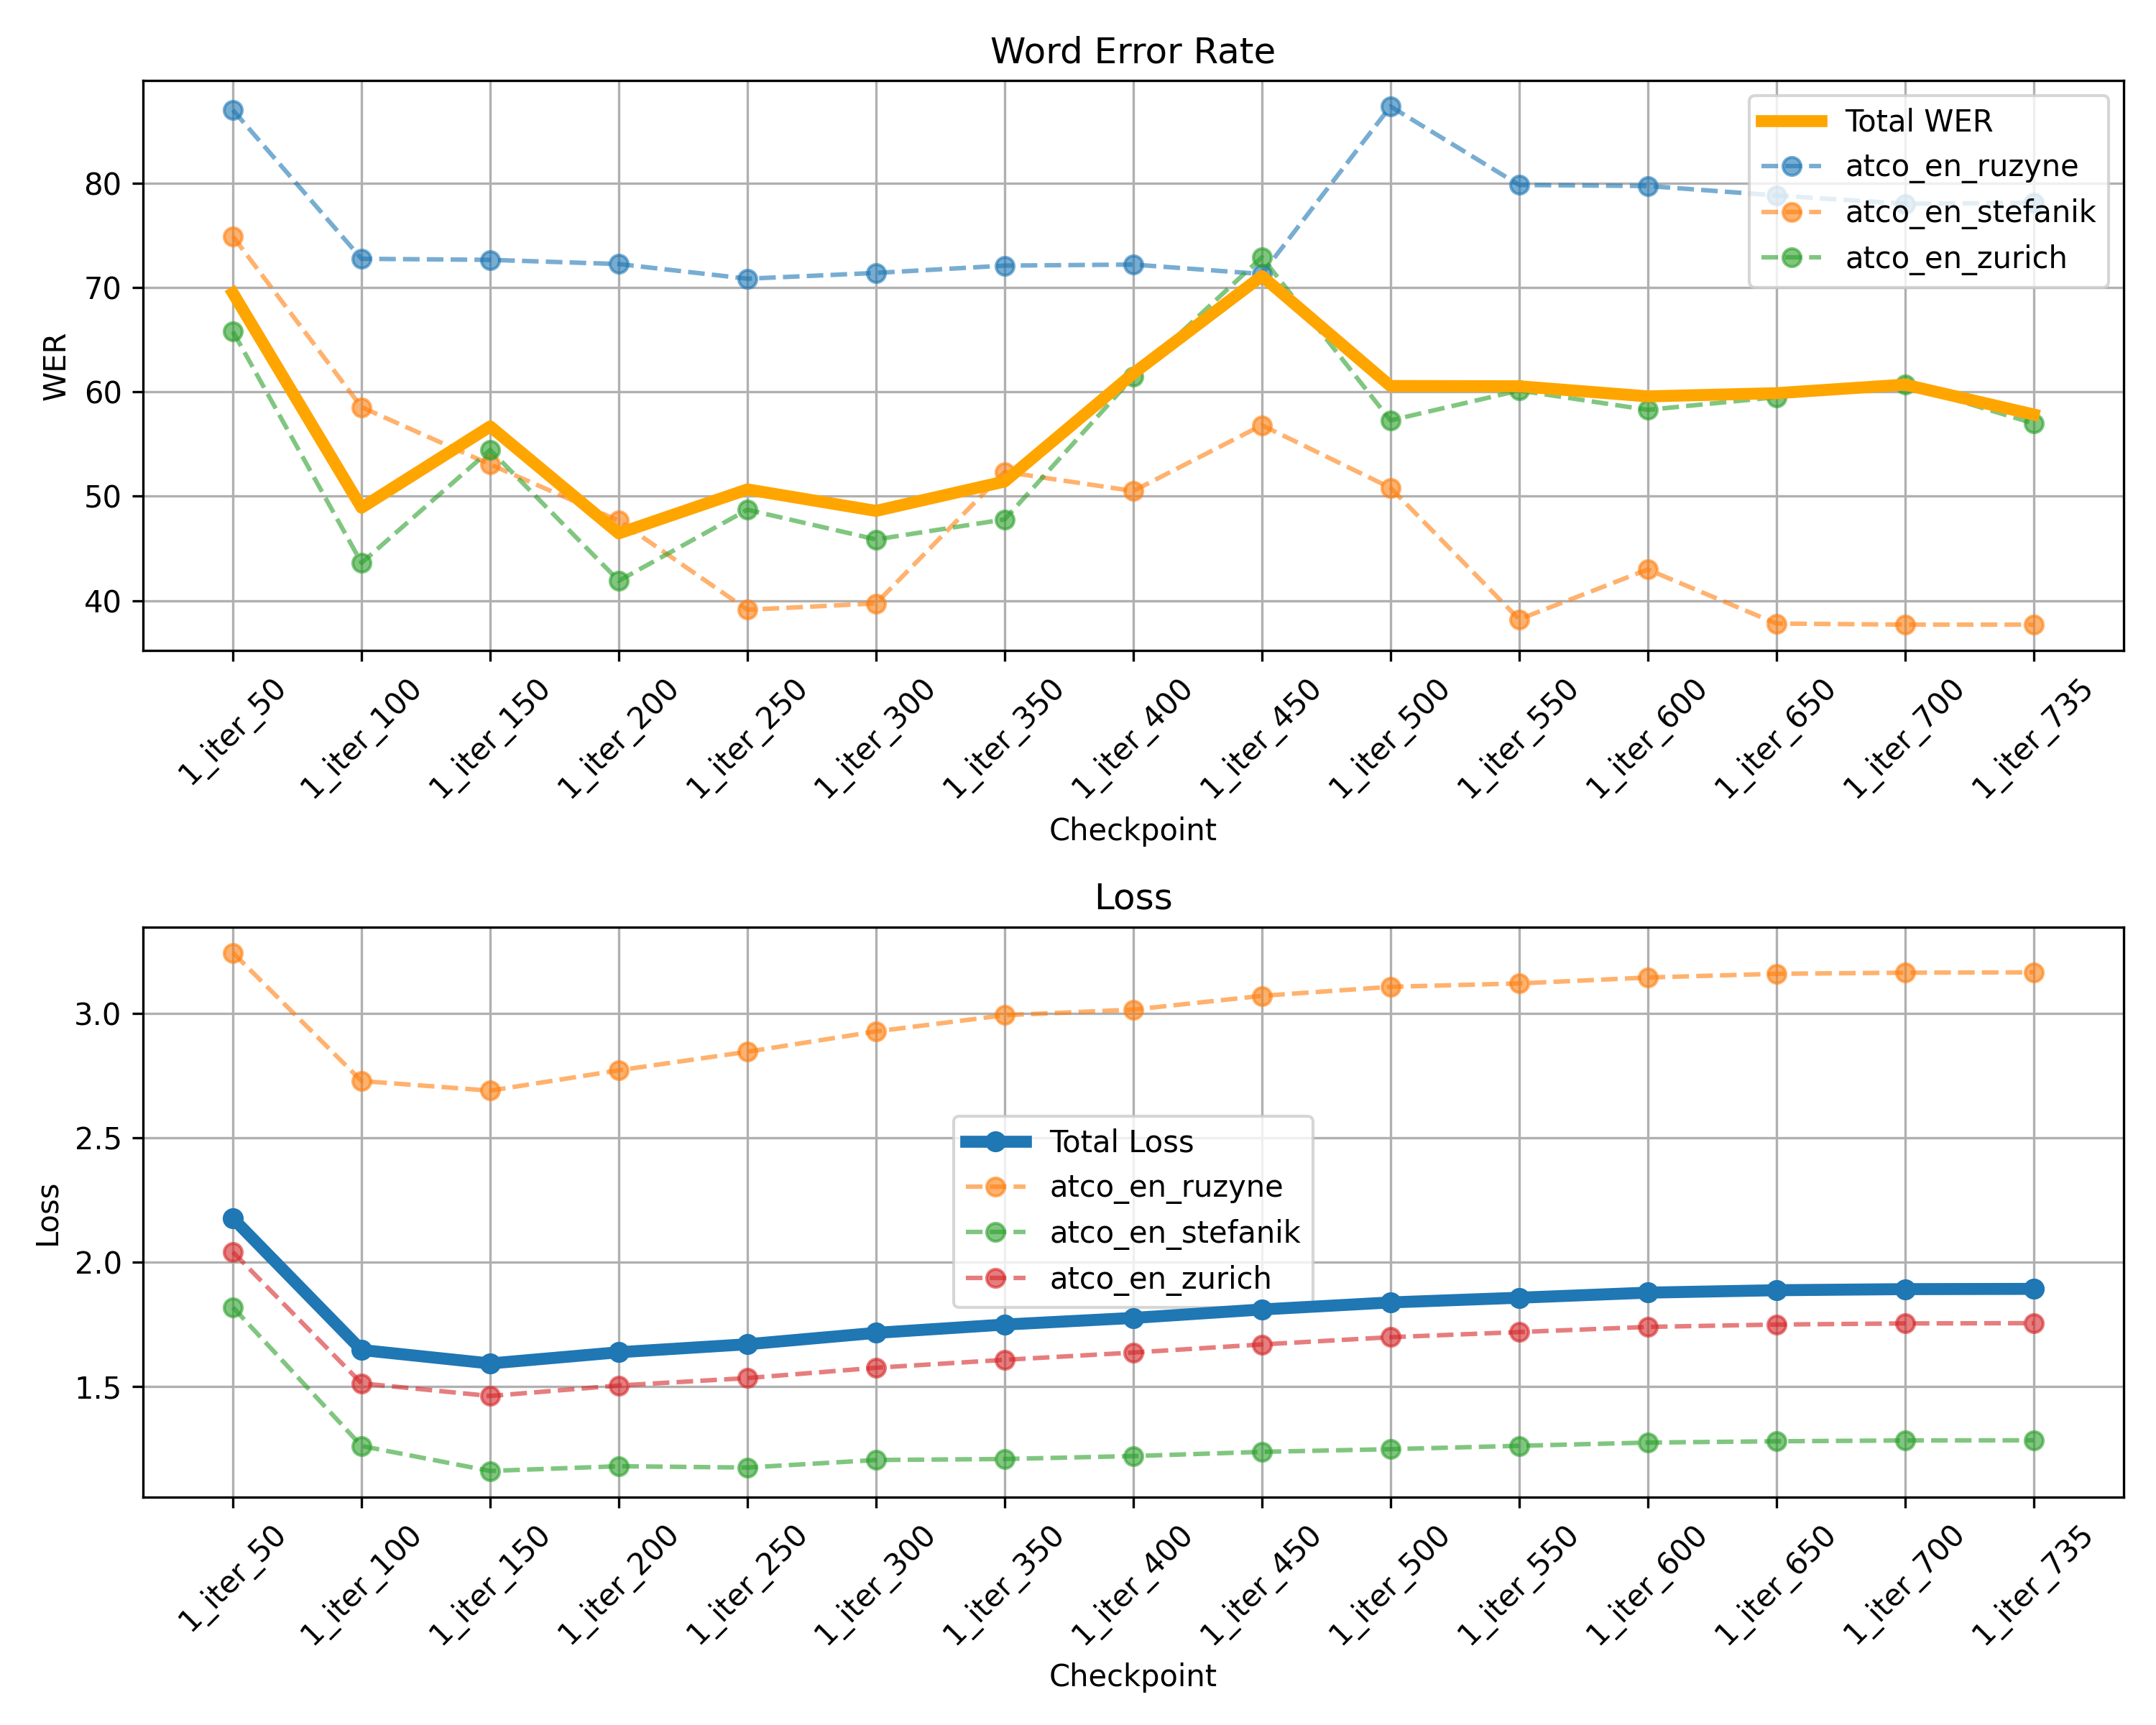 Word Error Rate
WER
80
70
60
50
40
Total WER
atco_en_ruzyne
atco_en_stefanik
atco_en_zurich
1_iter_50
1_iter_100
1_iter_150
1_iter_200
1_iter_250
1_iter_300
1_iter_350
1_iter_400
1_iter_450
1_iter_500
1_iter_550
1_iter_600
1_iter_650
1_iter_700
1_iter_735
Checkpoint
Loss
Loss
3.0
2.5
2.0
1.5
Total Loss
atco_en_ruzyne
atco_en_stefanik
atco_en_zurich
1_iter_50
1_iter_100
1_iter_150
1_iter_200
1_iter_250
1_iter_300
1_iter_350
1_iter_400
1_iter_450
1_iter_500
1_iter_550
1_iter_600
1_iter_650
1_iter_700
1_iter_735
Checkpoint